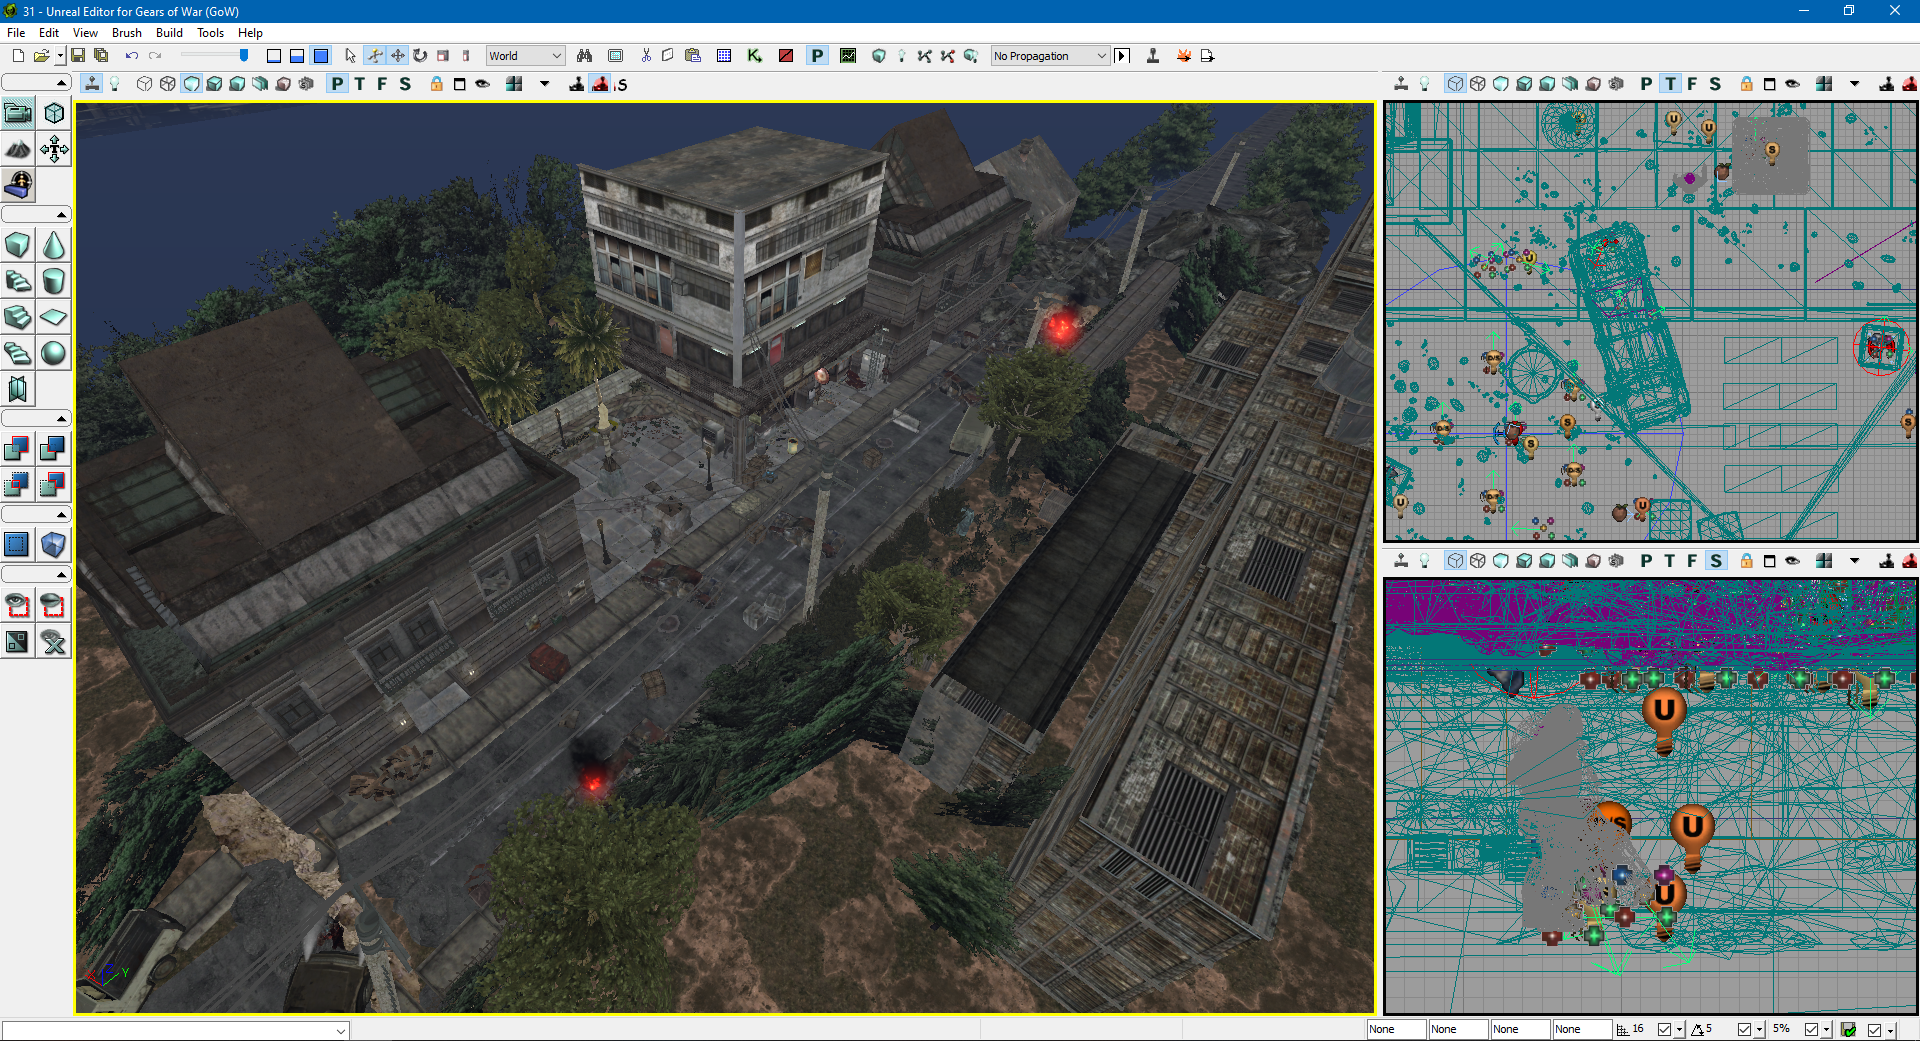 31 - Unreal Editor for Gears of War (GoW)
File Edit View Brush Build Tools Help
World
P
No Propagation
P T F S
S
P T F S
U
U
S
U
D/S
S
D/S
S
S
D/S
D/S
U
U
P T F S
U
/S
U
U
Y
None None None None 16 5 5%